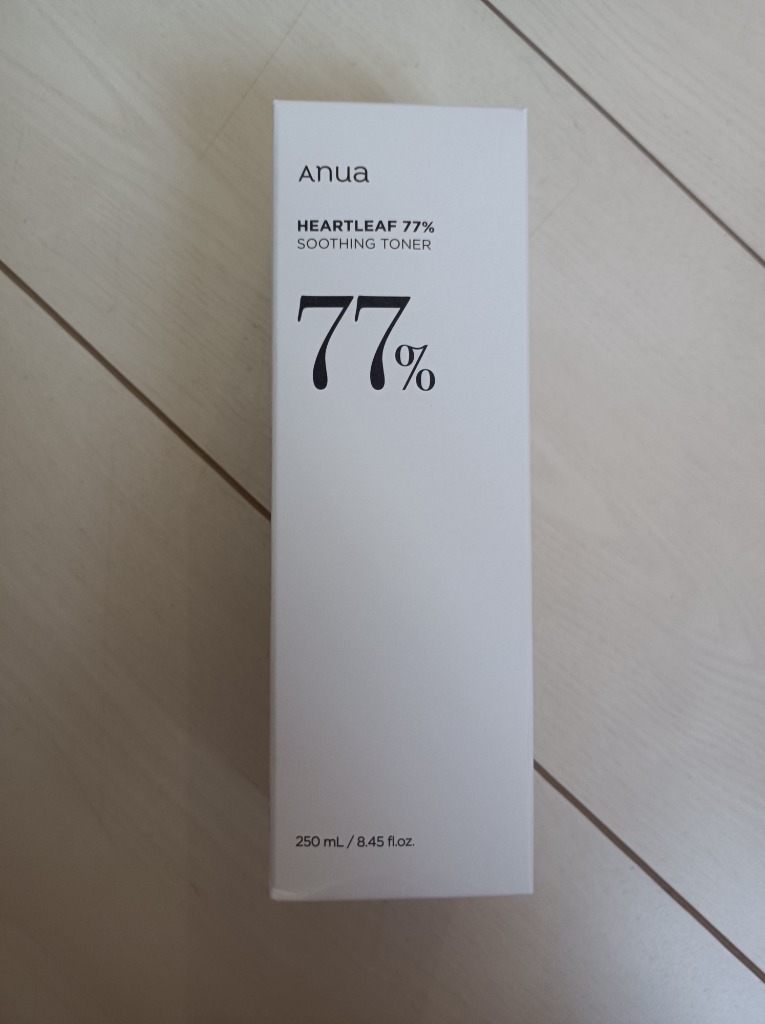 Anua
HEARTLEAF 77%
SOOTHING TONER
77%
250 mL / 8.45 fl.oz.